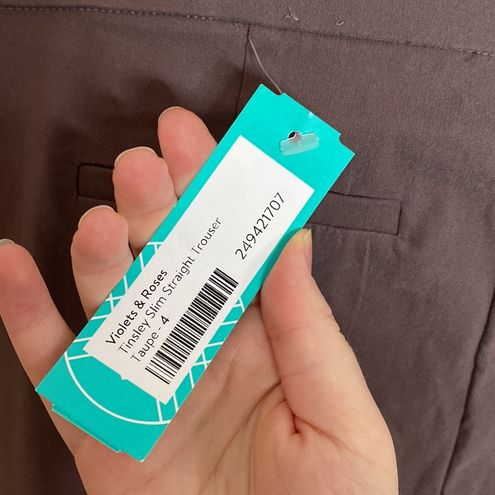 Violets & Roses
Tinsley Slim Straight Trouser
Taupe - 4
249421707